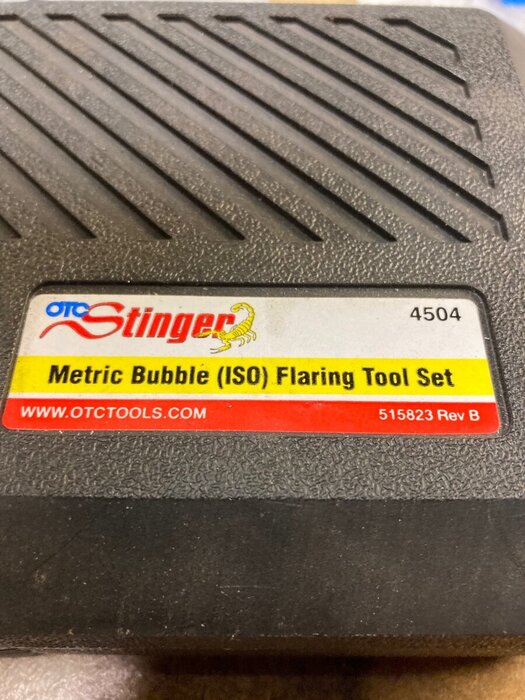 OTC Stinger
4504
Metric Bubble (ISO) Flaring Tool Set
WWW.OTCTOOLS.COM
515823 Rev B